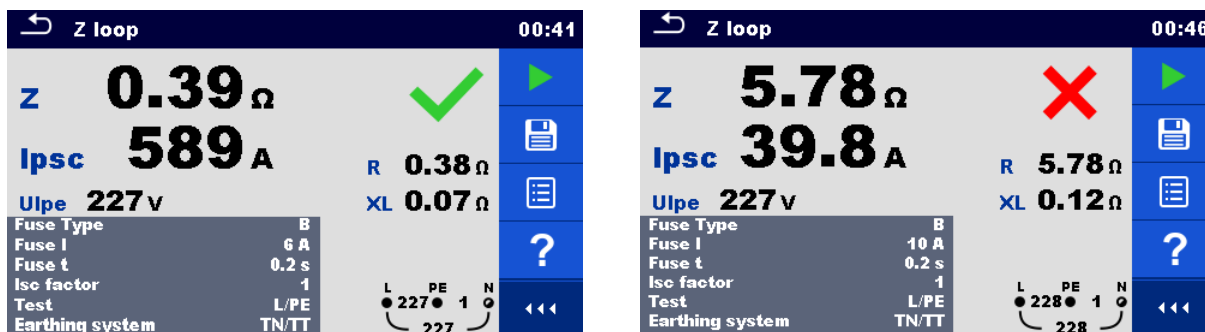 Z loop 00:41
Z 0.39 Ω
Ipsc 589 A
R 0.38 Ω
Ulpe 227 V
XL 0.07 Ω
Fuse Type B
Fuse I 6 A
Fuse t 0.2 s
Isc factor 1
Test L/PE
Earthing system TN/TT
L PE N
227 1
227
?
Z loop 00:46
Z 5.78 Ω
Ipsc 39.8 A
R 5.78 Ω
Ulpe 227 V
XL 0.12 Ω
Fuse Type B
Fuse I 10 A
Fuse t 0.2 s
Isc factor 1
Test L/PE
Earthing system TN/TT
L PE N
228 1
228
?